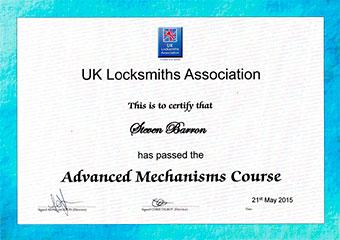 UK Locksmiths
Association
UK Locksmiths Association
This is to certify that
Steven Barron
has passed the
Advanced Mechanisms Course
21st May 2015